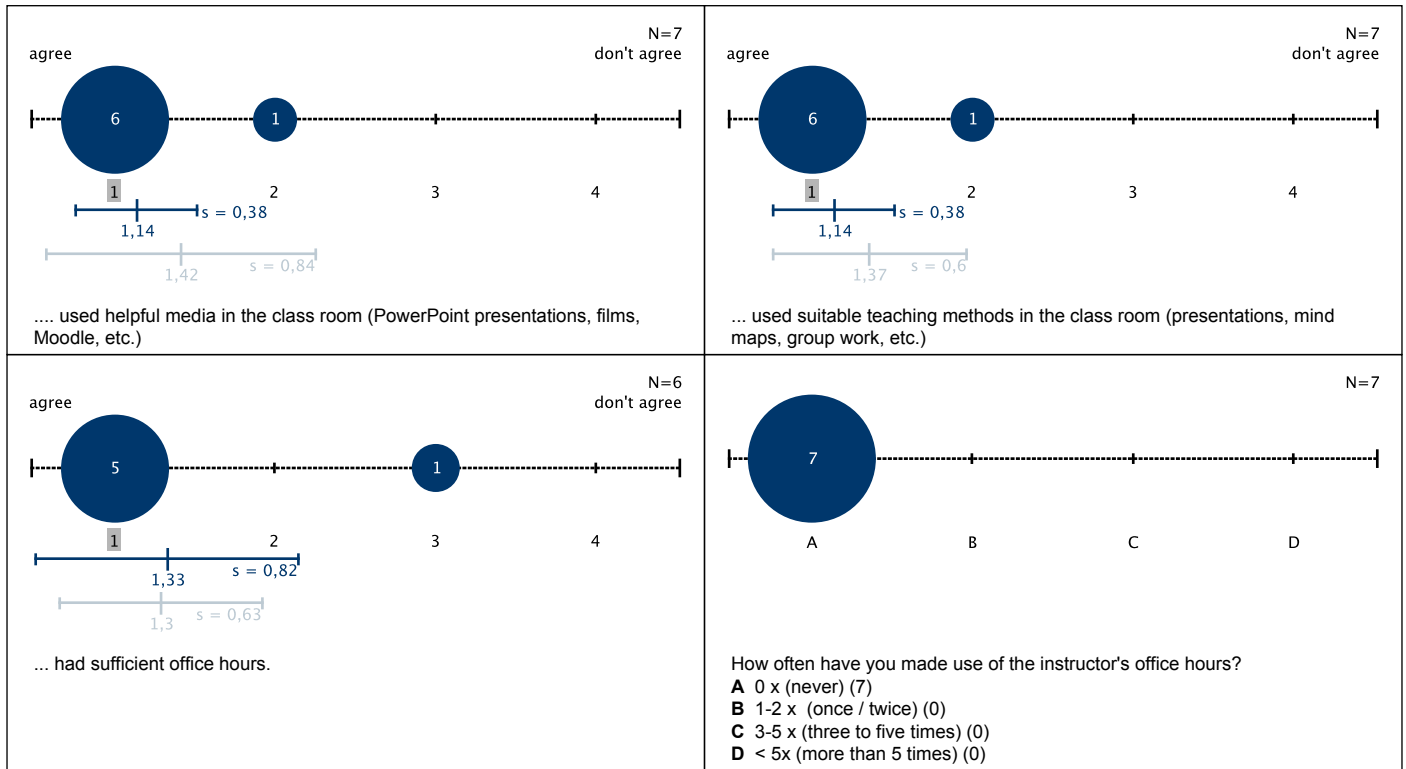 N=7
agree
don't agree
6
1
1
2
3
4
s = 0,38
1,14
s = 0,84
1,42
.... used helpful media in the class room (PowerPoint presentations, films,
Moodle, etc.)
N=7
agree
don't agree
6
1
1
2
3
4
s = 0,38
1,14
s = 0,6
1,37
... used suitable teaching methods in the class room (presentations, mind
maps, group work, etc.)
N=6
agree
don't agree
5
1
1
2
3
4
s = 0,82
1,33
s = 0,63
1,3
... had sufficient office hours.
N=7
7
A
B
C
D
How often have you made use of the instructor's office hours?
A 0 x (never) (7)
B 1-2 x (once / twice) (0)
C 3-5 x (three to five times) (0)
D < 5x (more than 5 times) (0)